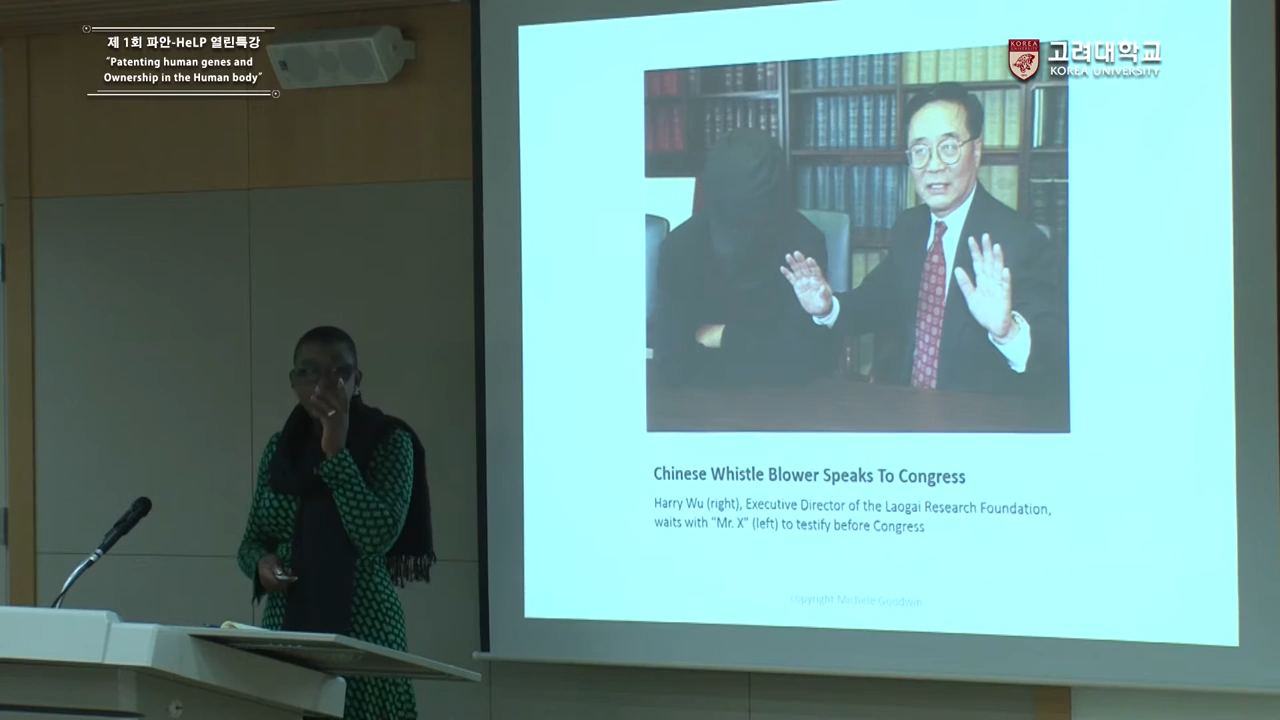 제 1회 파안-HeLP 열린특강
"Patenting human genes and
Ownership in the Human body"
KOREA
고려대학교
KOREA UNIVERSITY
Chinese Whistle Blower Speaks To Congress
Harry Wu (right), Executive Director of the Laogai Research Foundation,
waits with "Mr. X" (left) to testify before Congress
copyright Michele Goodwin